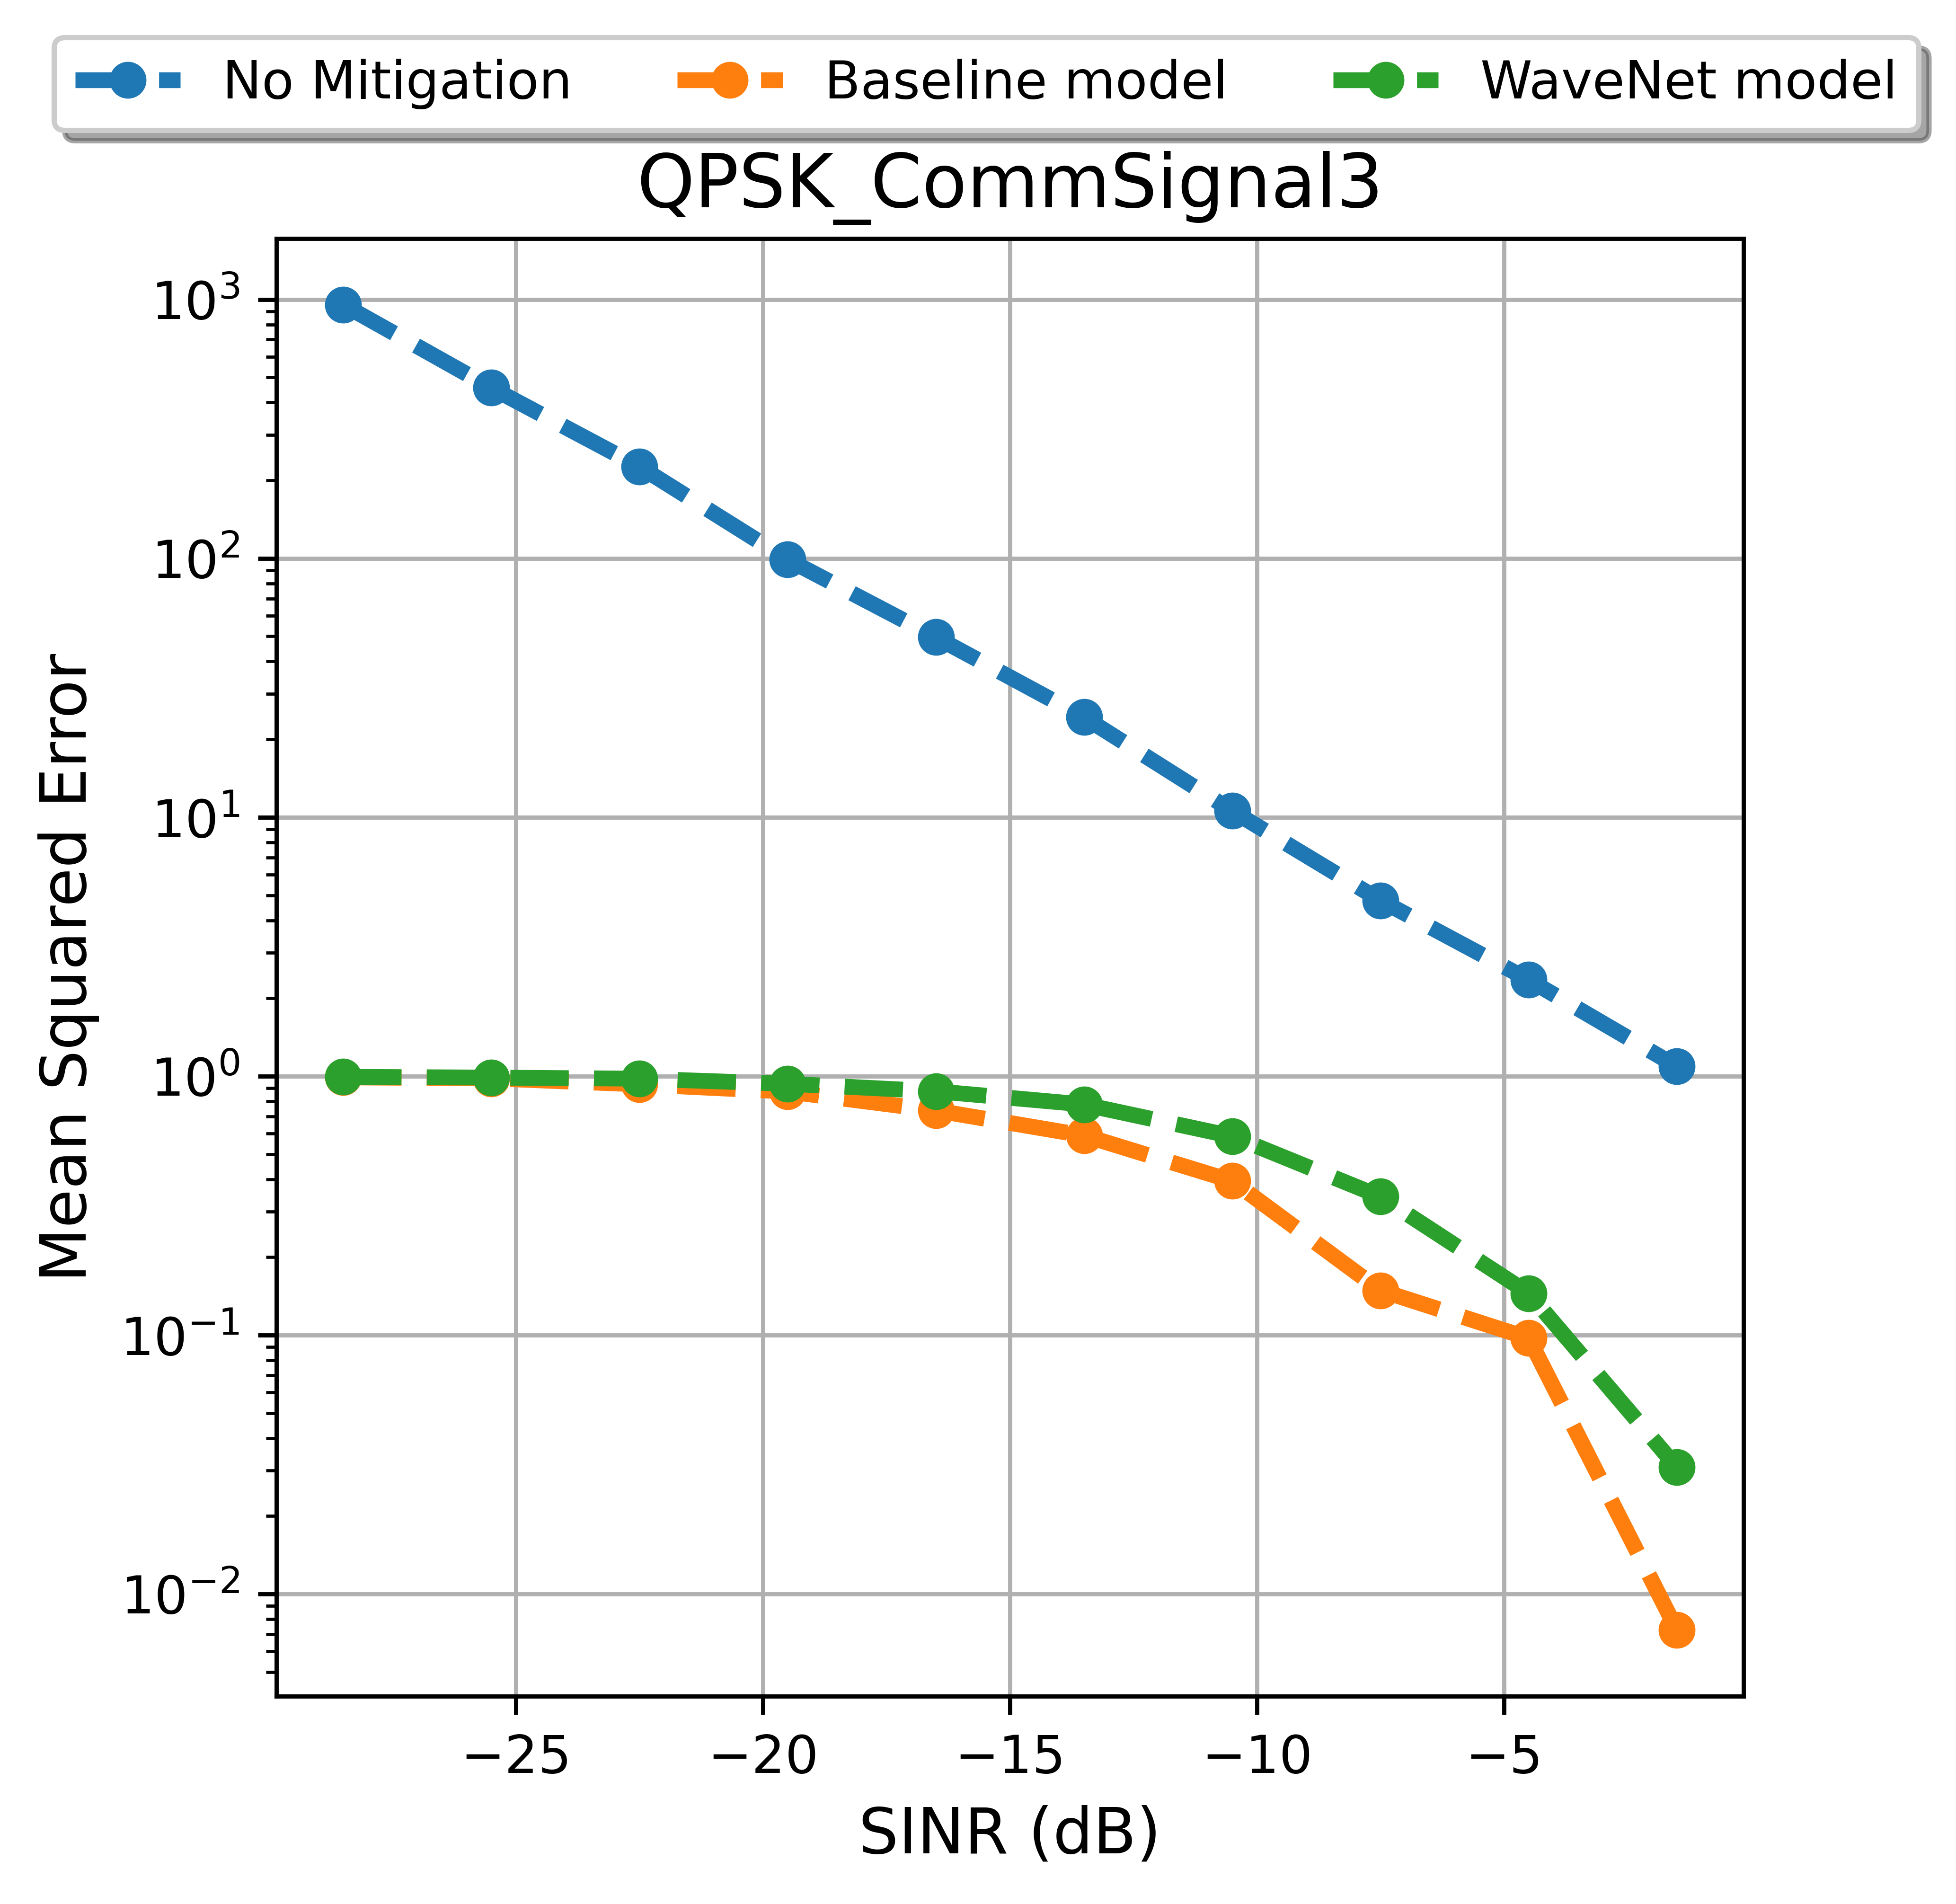 No Mitigation Baseline model WaveNet model
QPSK_CommSignal3
Mean Squared Error
10³
10²
10¹
10⁰
10⁻¹
10⁻²
−25 −20 −15 −10 −5
SINR (dB)